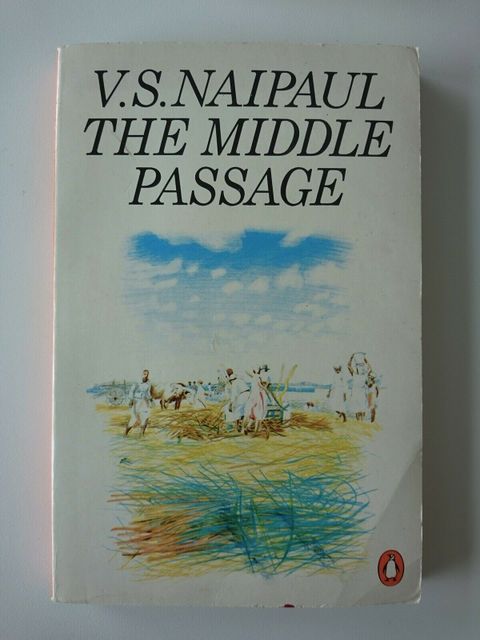 V.S. NAIPAUL
THE MIDDLE
PASSAGE